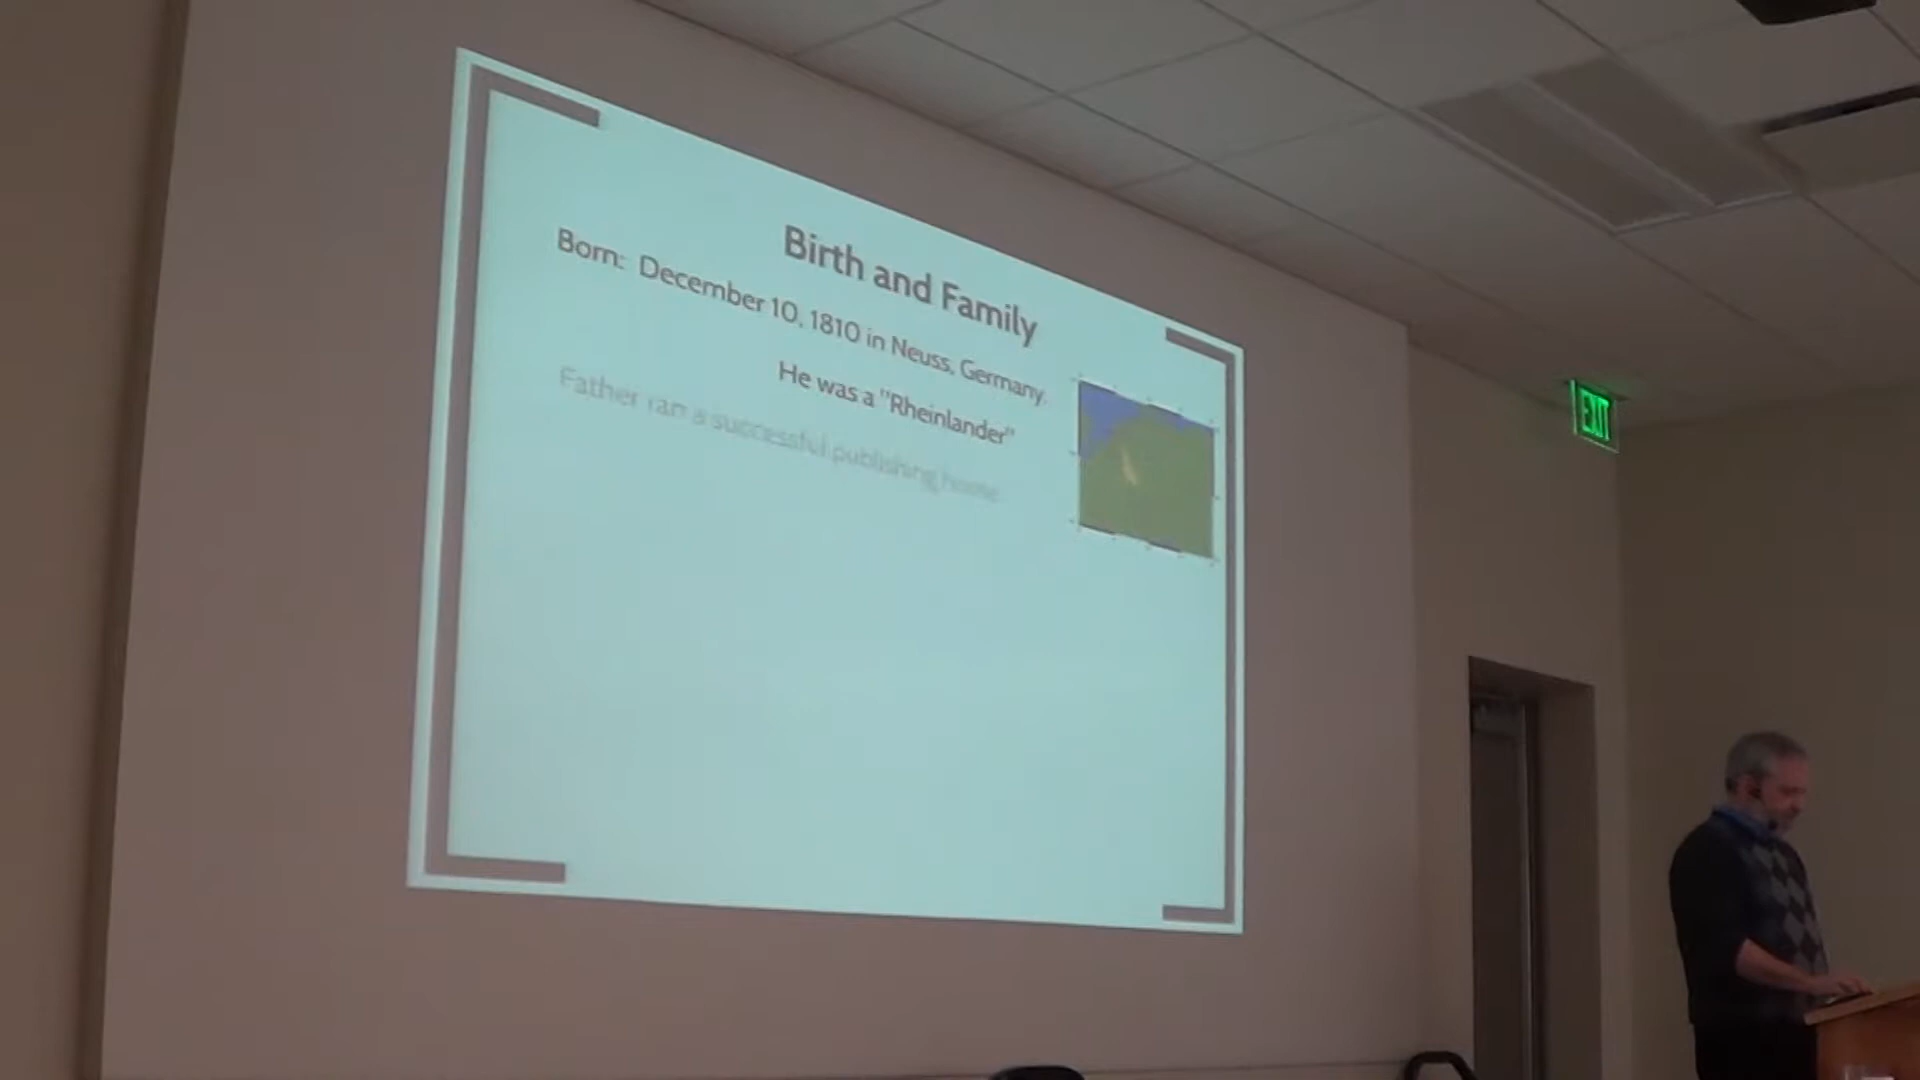 Birth and Family
Born: December 10, 1810 in Neuss, Germany.
He was a "Rheinlander"
Father ran a successful publishing house
EXIT